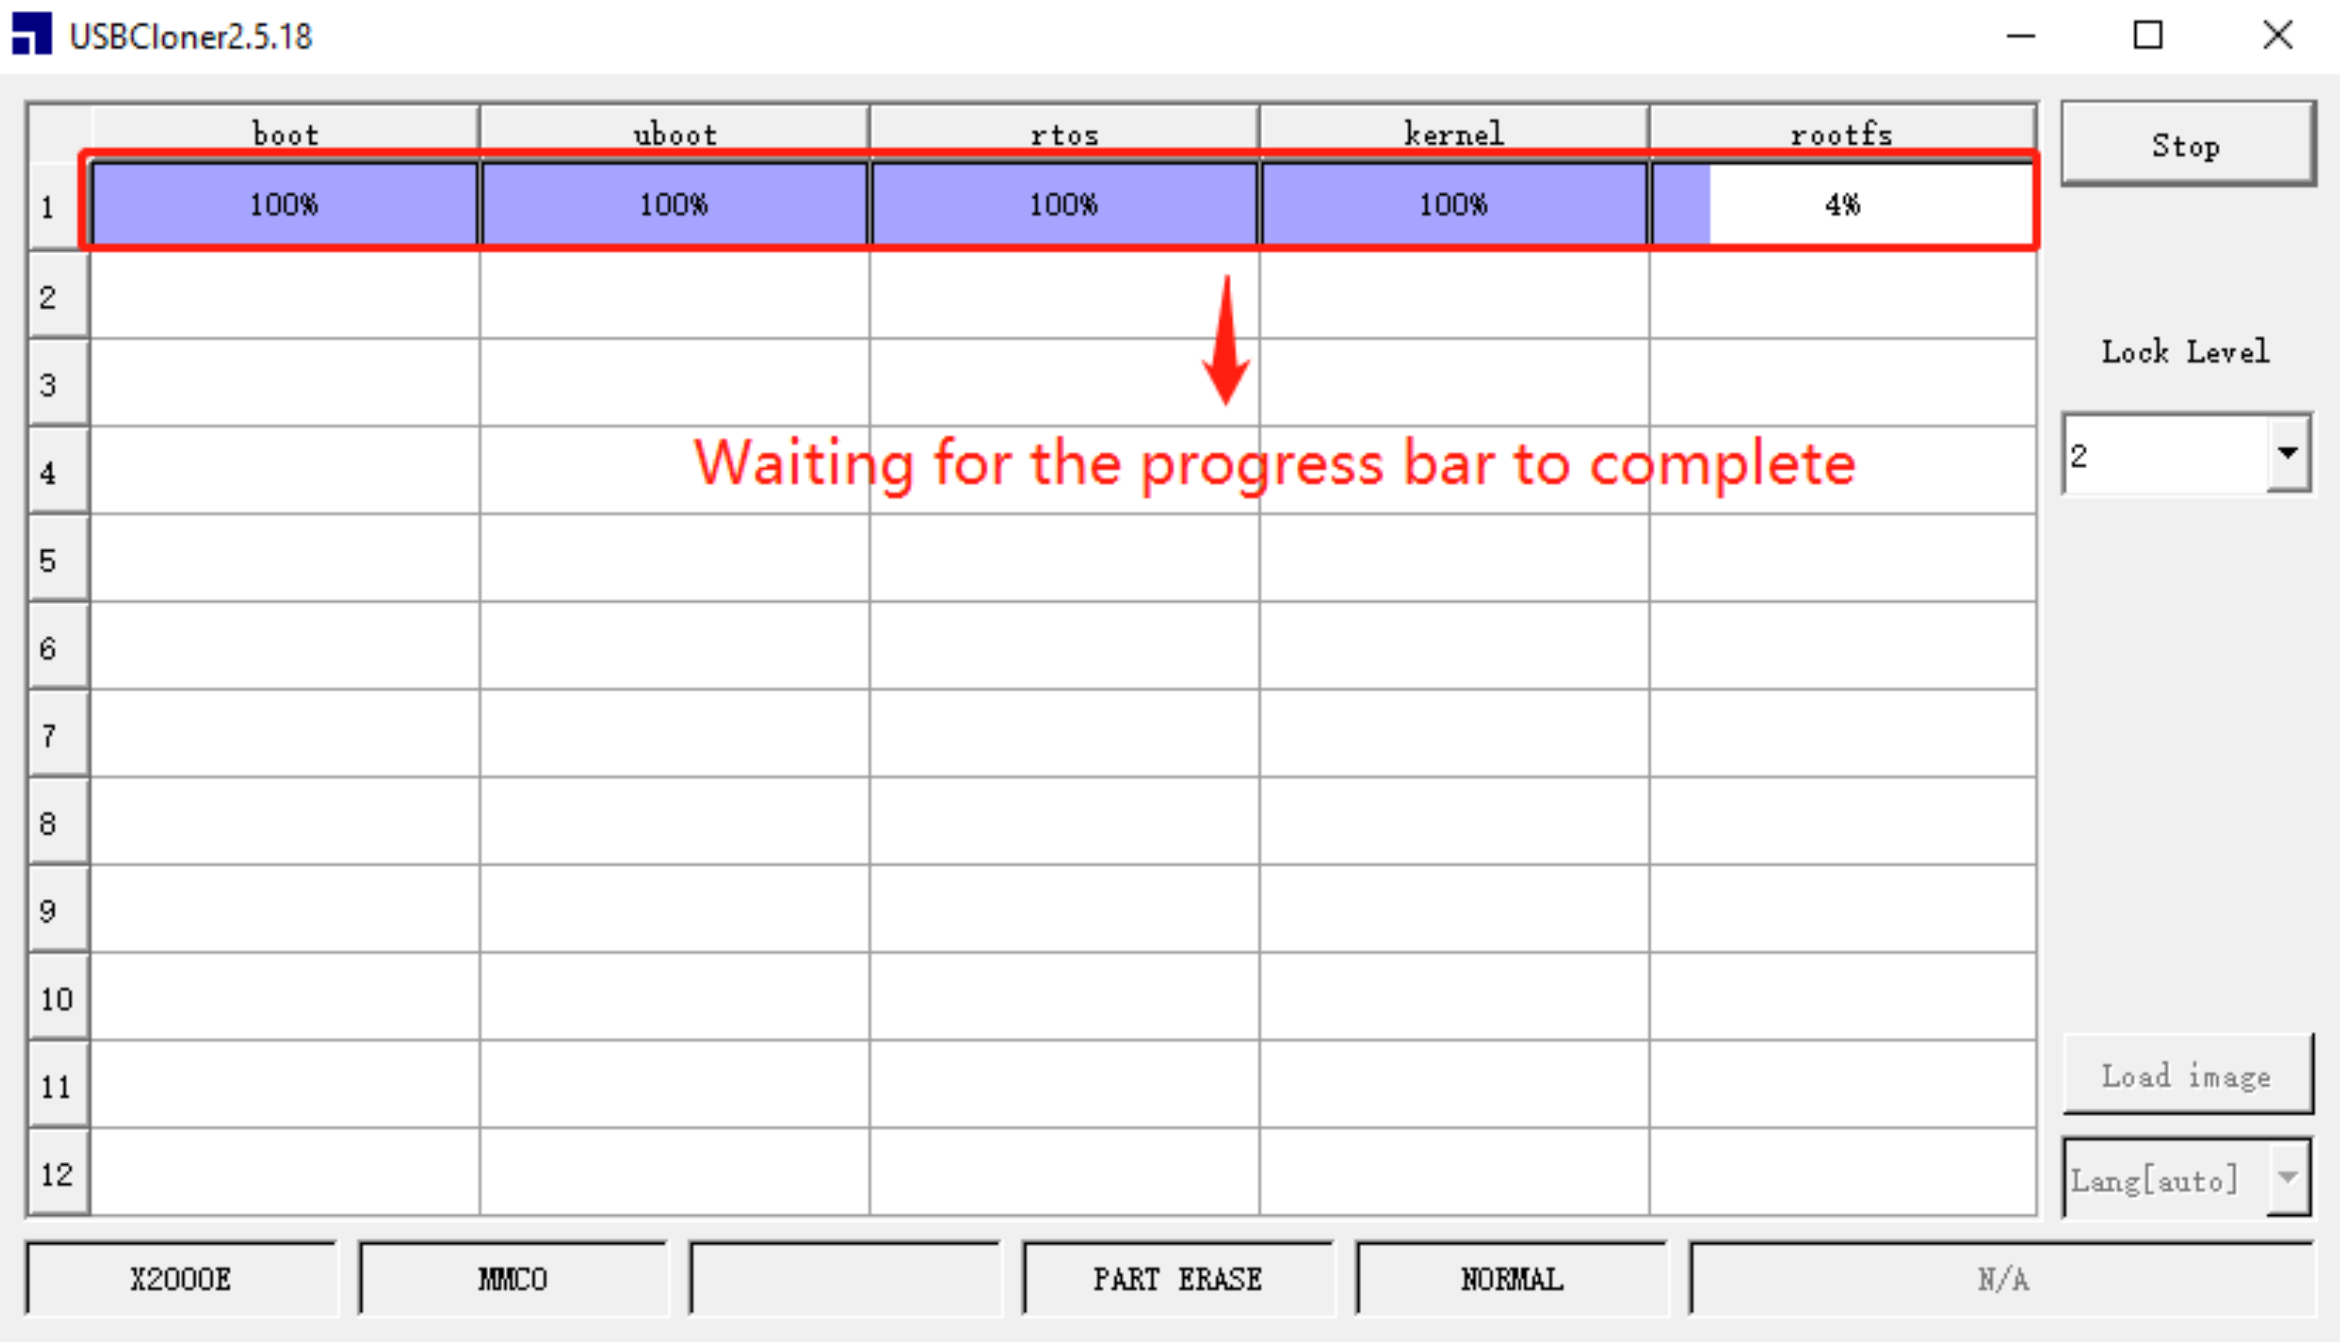 USBCloner2.5.18
boot uboot rtos kernel rootfs
Stop
1 100% 100% 100% 100% 4%
2
3
Lock Level
4
2
Waiting for the progress bar to complete
5
6
7
8
9
10
11
Load image
12
Lang[auto]
X2000E MMC0 PART ERASE NORMAL N/A